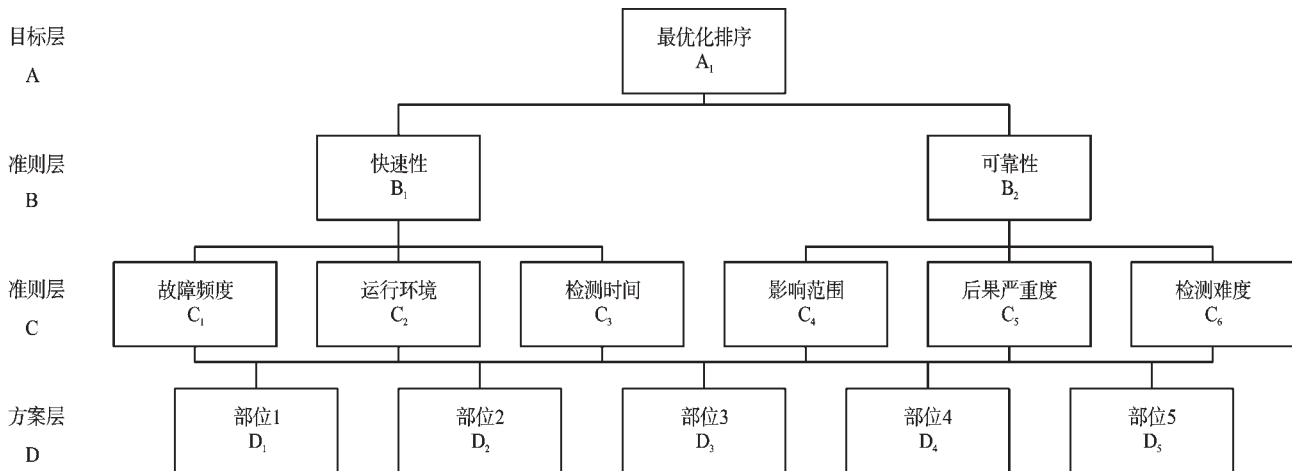 目标层
A
最优化排序
A₁
准则层
B
快速性
B₁
可靠性
B₂
准则层
C
故障频度
C₁
运行环境
C₂
检测时间
C₃
影响范围
C₄
后果严重度
C₅
检测难度
C₆
方案层
D
部位1
D₁
部位2
D₂
部位3
D₃
部位4
D₄
部位5
D₅